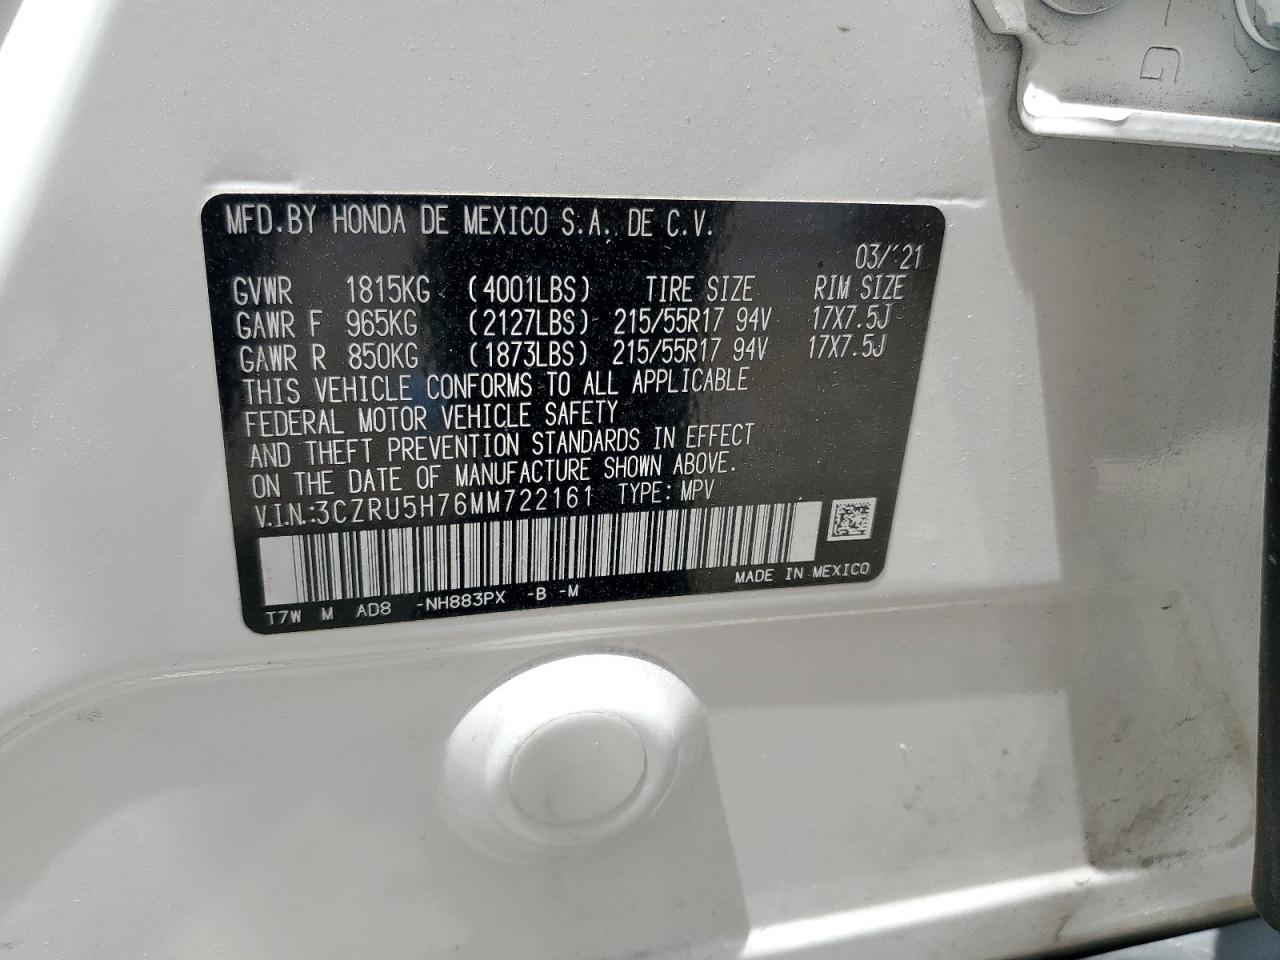 MFD.BY HONDA DE MEXICO S.A. DE C.V.
03/'21
GVWR 1815KG (4001LBS) TIRE SIZE RIM SIZE
GAWR F 965KG (2127LBS) 215/55R17 94V 17X7.5J
GAWR R 850KG (1873LBS) 215/55R17 94V 17X7.5J
THIS VEHICLE CONFORMS TO ALL APPLICABLE
FEDERAL MOTOR VEHICLE SAFETY
AND THEFT PREVENTION STANDARDS IN EFFECT
ON THE DATE OF MANUFACTURE SHOWN ABOVE.
V.I.N.:3CZRU5H76MM722161 TYPE: MPV
MADE IN MEXICO
T7W M AD8 -NH883PX -B -M